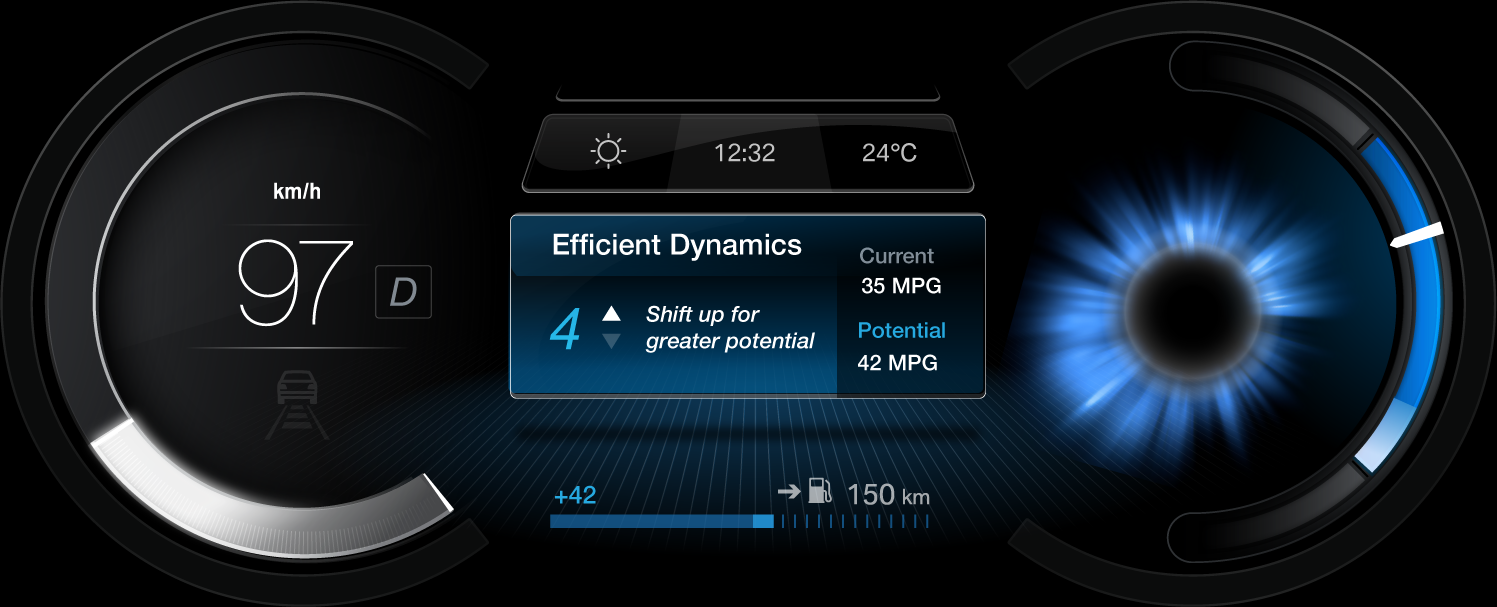 km/h
97
D
12:32
24°C
Efficient Dynamics
4
Shift up for
greater potential
Current
35 MPG
Potential
42 MPG
+42
150 km